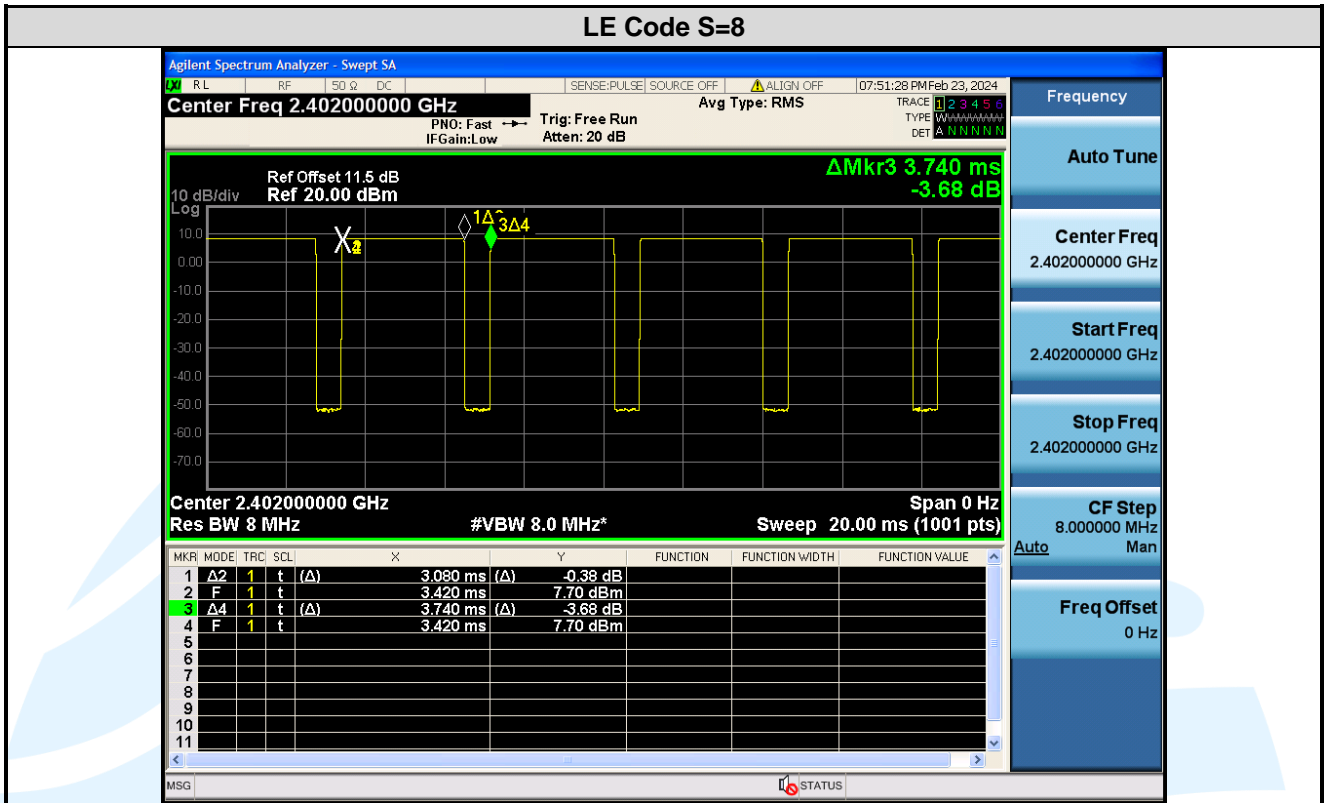 LE Code S=8
Agilent Spectrum Analyzer - Swept SA
LXI RL RF 50 Ω DC SENSE:PULSE SOURCE OFF ALIGN OFF 07:51:28 PM Feb 23, 2024
Center Freq 2.402000000 GHz
PNO: Fast
IFGain:Low
Trig: Free Run
Atten: 20 dB
Avg Type: RMS
TRACE 1 2 3 4 5 6
TYPE W
DET A N N N N N
ΔMkr3 3.740 ms
-3.68 dB
Ref Offset 11.5 dB
10 dB/div Ref 20.00 dBm
Log
10.0
0.00
-10.0
-20.0
-30.0
-40.0
-50.0
-60.0
-70.0
3Δ4
Center 2.402000000 GHz Span 0 Hz
Res BW 8 MHz #VBW 8.0 MHz* Sweep 20.00 ms (1001 pts)
MKR MODE TRC SCL X Y FUNCTION FUNCTION WIDTH FUNCTION VALUE
1 Δ2 1 t (Δ) 3.080 ms (Δ) -0.38 dB
2 F 1 t 3.420 ms 7.70 dBm
3 Δ4 1 t (Δ) 3.740 ms (Δ) -3.68 dB
4 F 1 t 3.420 ms 7.70 dBm
5
6
7
8
9
10
11
MSG STATUS
Frequency
Auto Tune
Center Freq
2.402000000 GHz
Start Freq
2.402000000 GHz
Stop Freq
2.402000000 GHz
CF Step
8.000000 MHz
Auto Man
Freq Offset
0 Hz